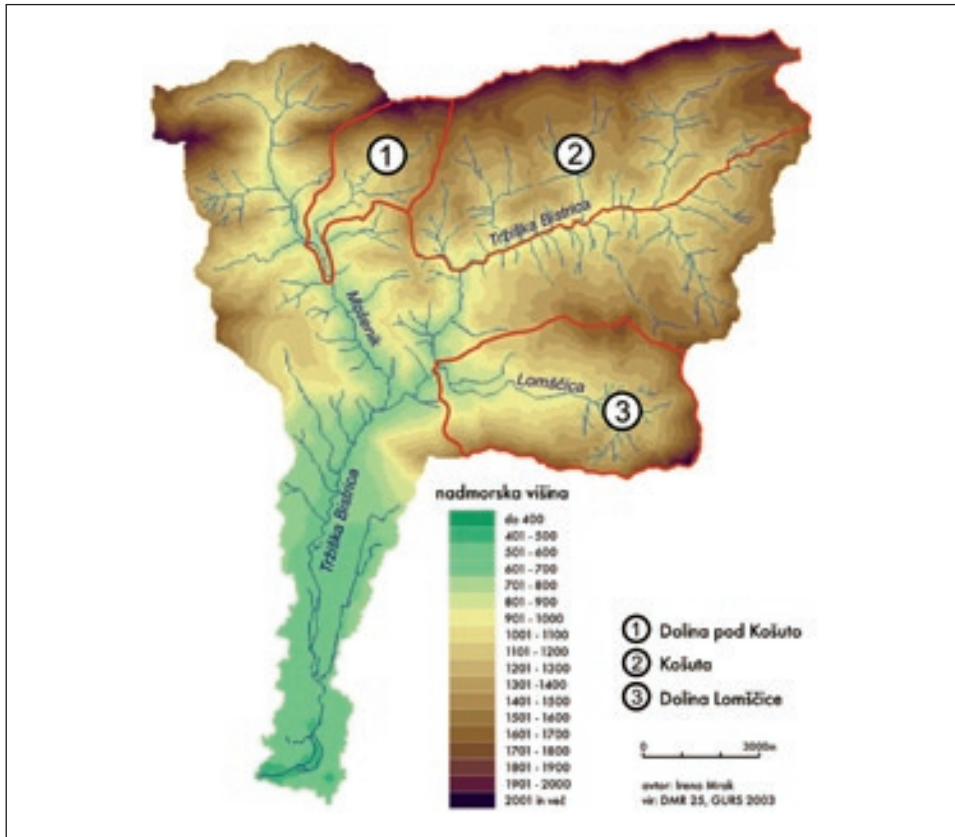 1
2
Tržiška Bistrica
Mošenik
Lomščica
3
Tržiška Bistrica
nadmorska višina
do 400
401 - 500
501 - 600
601 - 700
701 - 800
801 - 900
901 - 1000
1001 - 1100
1101 - 1200
1201 - 1300
1301 -1400
1401 - 1500
1501 - 1600
1601 - 1700
1701 - 1800
1801 - 1900
1901 - 2000
2001 in več
1 Dolina pod Košuto
2 Košuta
3 Dolina Lomščice
0 3000m
avtor: Irena Mrak
vir: DMR 25, GURS 2003